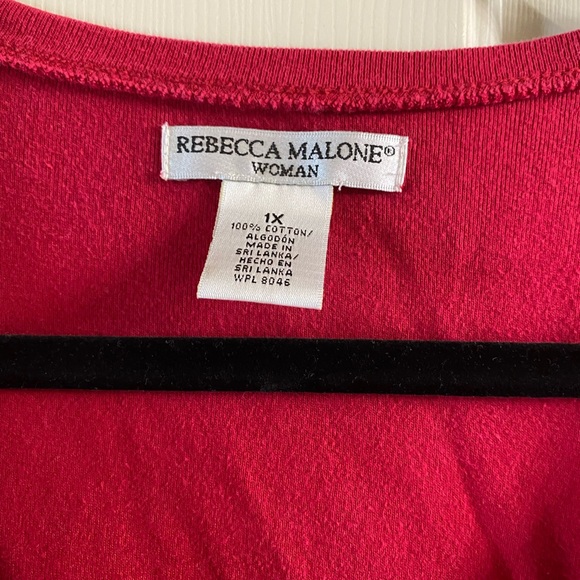 REBECCA MALONE®
WOMAN
1X
100% COTTON/
ALGODÓN
MADE IN
SRI LANKA/
HECHO EN
SRI LANKA
WPL 8046